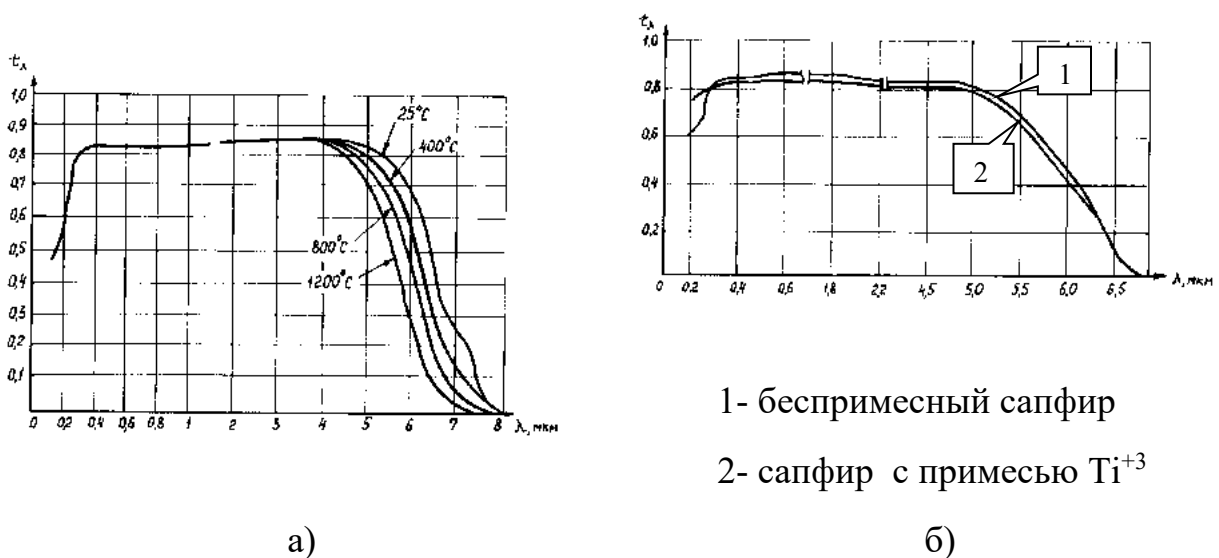 τλ
1,0
0,9
0,8
0,7
0,6
0,5
0,4
0,3
0,2
0,1
0 0,2 0,4 0,6 0,8 1 2 3 4 5 6 7 8 λ, мкм
25°C
400°C
800°C
1200°C
а)
τλ
1,0
0,8
0,6
0,4
0,2
0 0,2 0,4 0,6 1,8 2,2 4,5 5,0 5,5 6,0 6,5 λ, мкм
1
2
1- беспримесный сапфир
2- сапфир с примесью Ti+3
б)